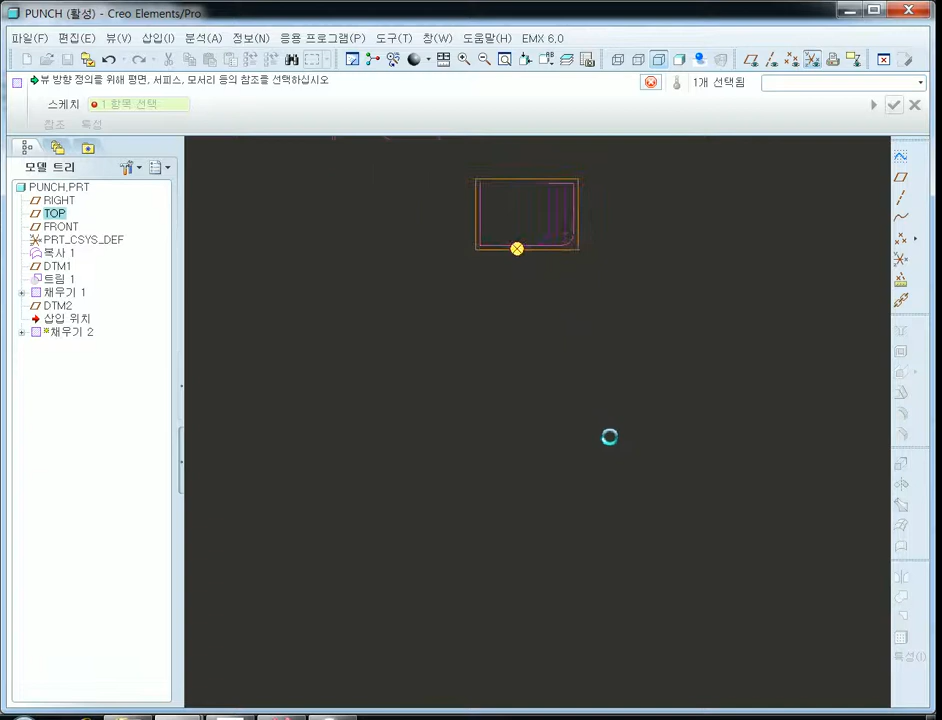 PUNCH (활성) - Creo Elements/Pro
파일(F) 편집(E) 뷰(V) 삽입(I) 분석(A) 정보(N) 응용 프로그램(P) 도구(T) 창(W) 도움말(H) EMX 6.0
뷰 방향 정의를 위해 평면, 서피스, 모서리 등의 참조를 선택하십시오
1개 선택됨
스케치 1 항목 선택
참조 특성
모델 트리
PUNCH.PRT
RIGHT
TOP
FRONT
PRT_CSYS_DEF
복사 1
DTM1
트림 1
채우기 1
DTM2
삽입 위치
채우기 2
특성(I)